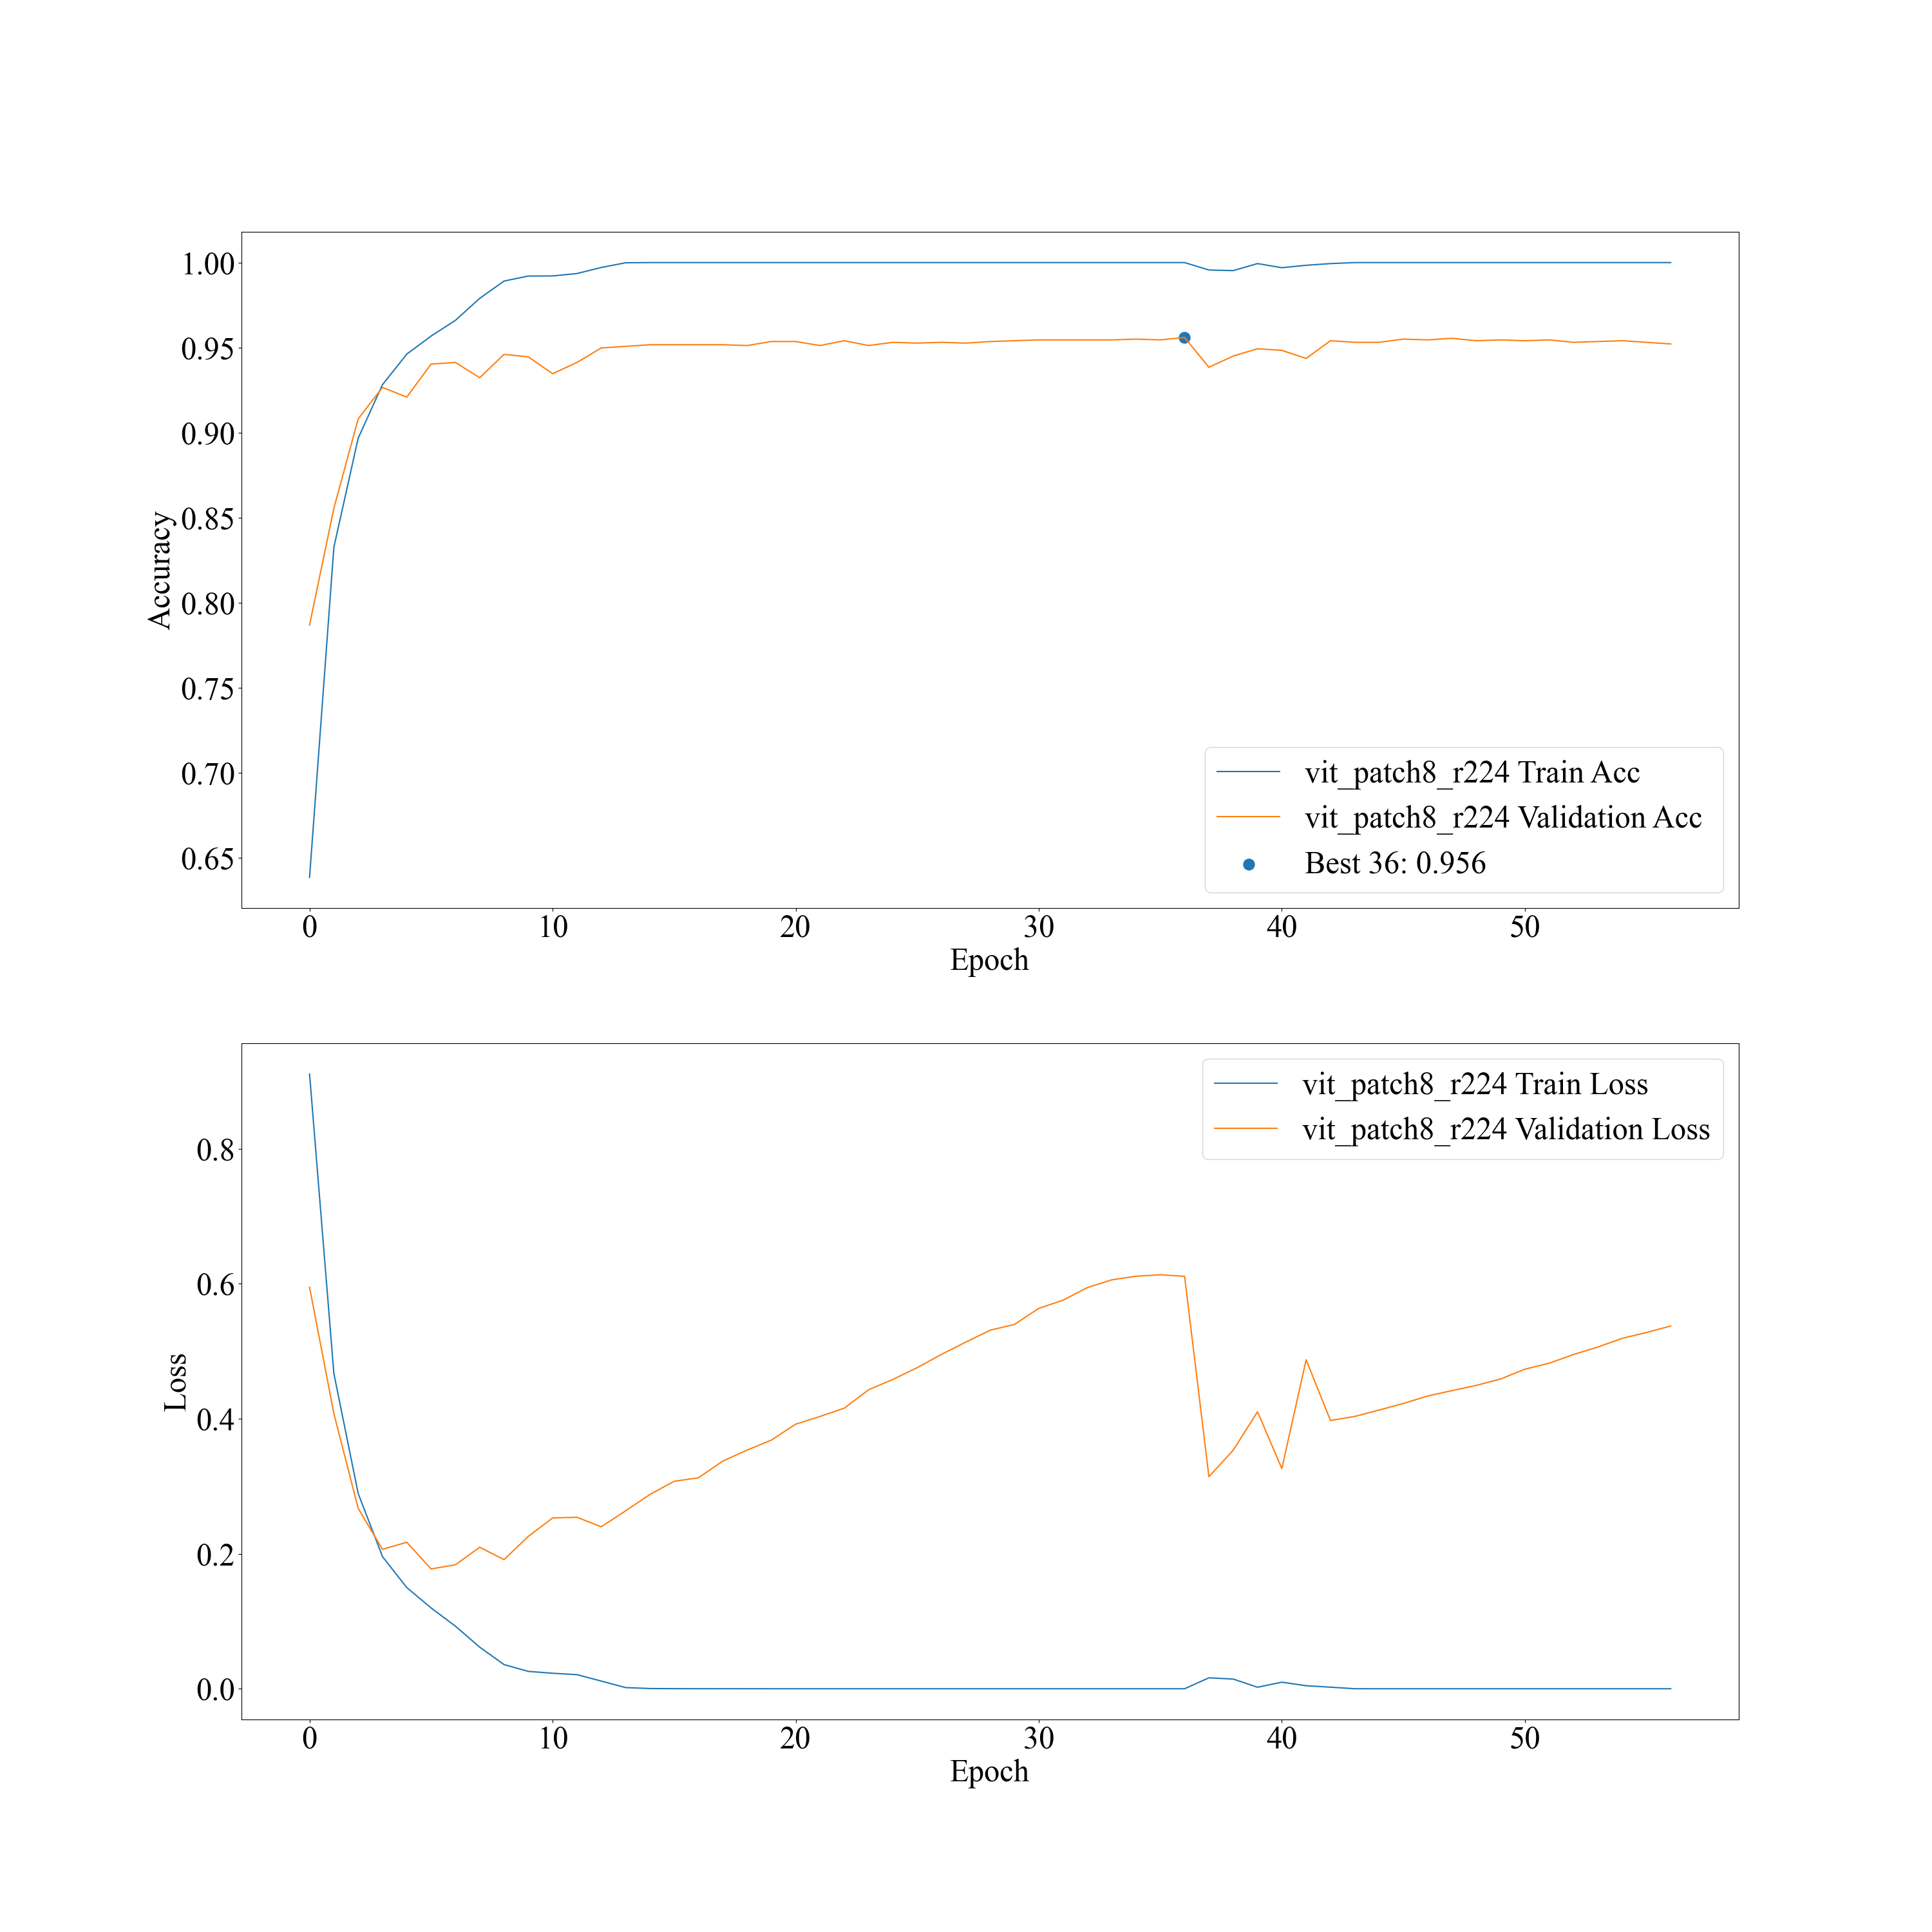 1.00
0.95
0.90
0.85
0.80
0.75
0.70
0.65
Accuracy
vit_patch8_r224 Train Acc
vit_patch8_r224 Validation Acc
Best 36: 0.956
0 10 20 30 40 50
Epoch
0.8
0.6
0.4
0.2
0.0
Loss
vit_patch8_r224 Train Loss
vit_patch8_r224 Validation Loss
0 10 20 30 40 50
Epoch